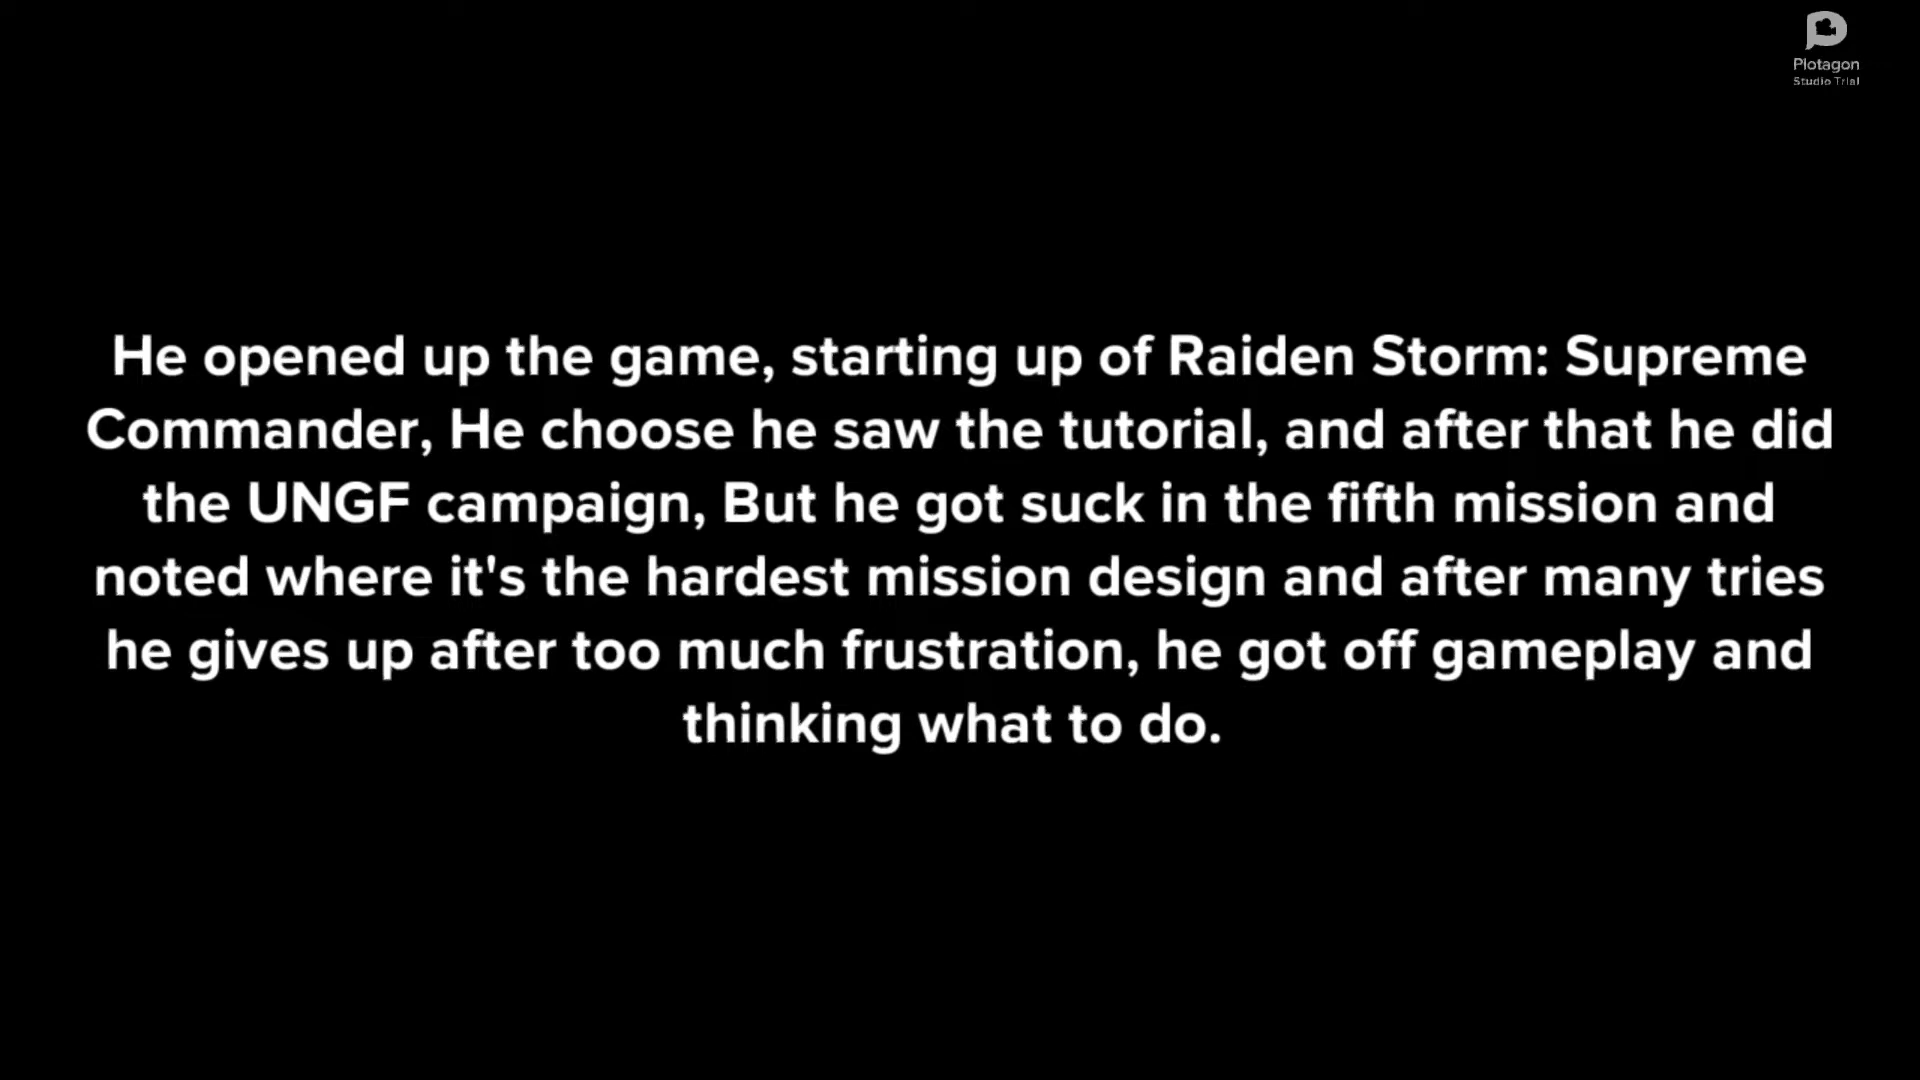 Plotagon
Studio Trial
He opened up the game, starting up of Raiden Storm: Supreme
Commander, He choose he saw the tutorial, and after that he did
the UNGF campaign, But he got suck in the fifth mission and
noted where it's the hardest mission design and after many tries
he gives up after too much frustration, he got off gameplay and
thinking what to do.